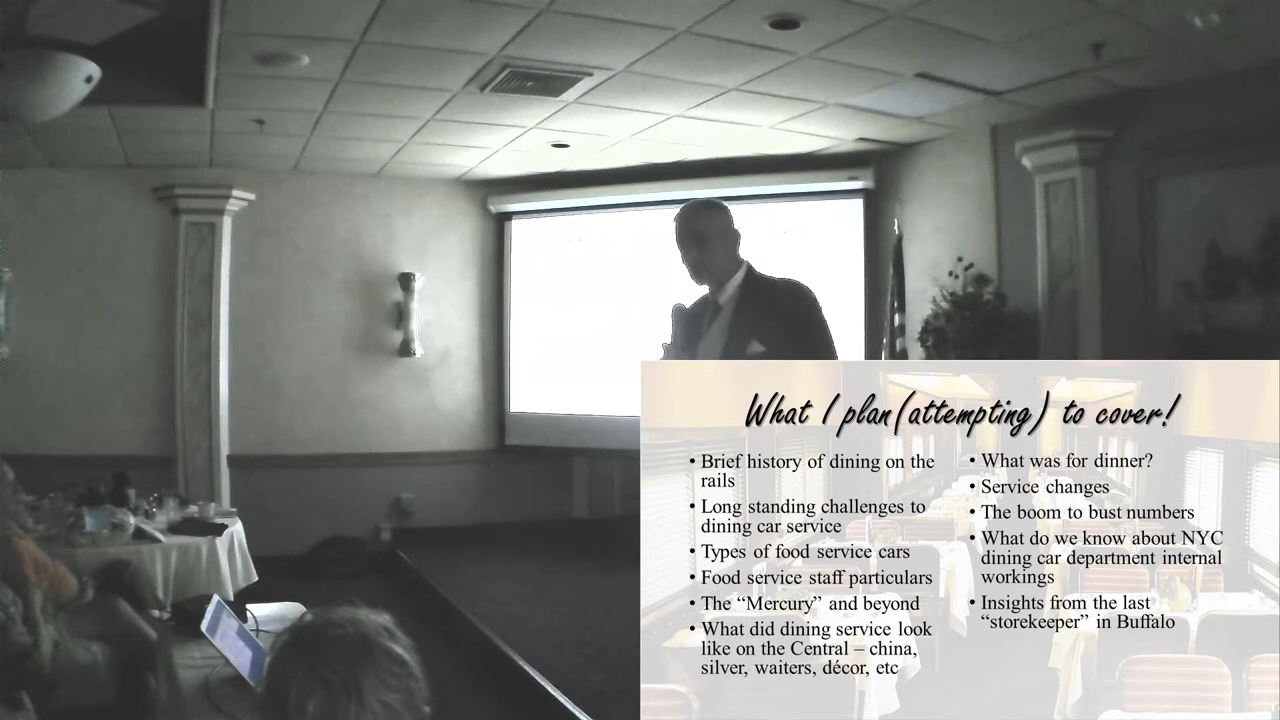 What I plan(attempting) to cover!
• Brief history of dining on the
rails
• Long standing challenges to
dining car service
• Types of food service cars
• Food service staff particulars
• The “Mercury” and beyond
• What did dining service look
like on the Central – china,
silver, waiters, décor, etc
• What was for dinner?
• Service changes
• The boom to bust numbers
• What do we know about NYC
dining car department internal
workings
• Insights from the last
“storekeeper” in Buffalo